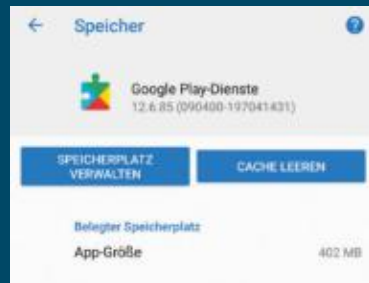 Speicher
Google Play-Dienste
12.6.85 (090400-197041431)
SPEICHERPLATZ
VERWALTEN
CACHE LEEREN
Belegter Speicherplatz
App-Größe 402 MB